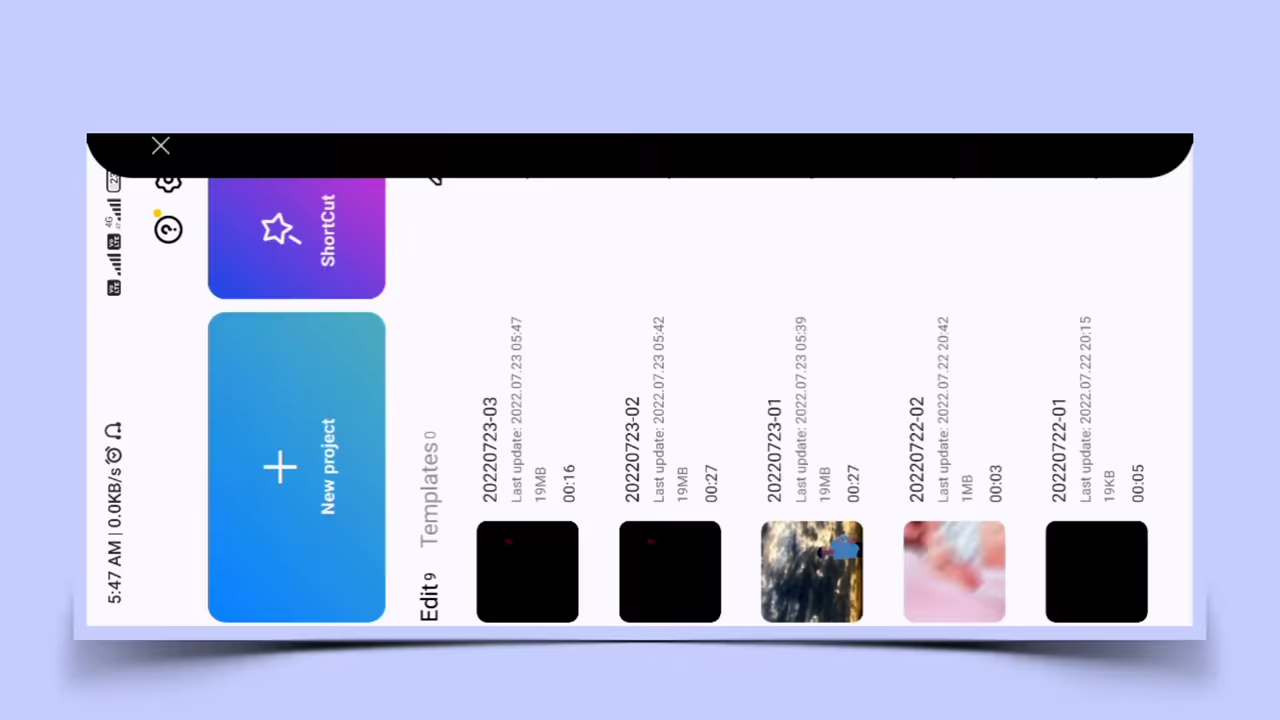 5:47 AM | 0.0KB/s
4G
New project
ShortCut
Edit 9
Templates 0
20220723-03
Last update: 2022.07.23 05:47
19MB
00:16
20220723-02
Last update: 2022.07.23 05:42
19MB
00:27
20220723-01
Last update: 2022.07.23 05:39
19MB
00:27
20220722-02
Last update: 2022.07.22 20:42
1MB
00:03
20220722-01
Last update: 2022.07.22 20:15
19KB
00:05